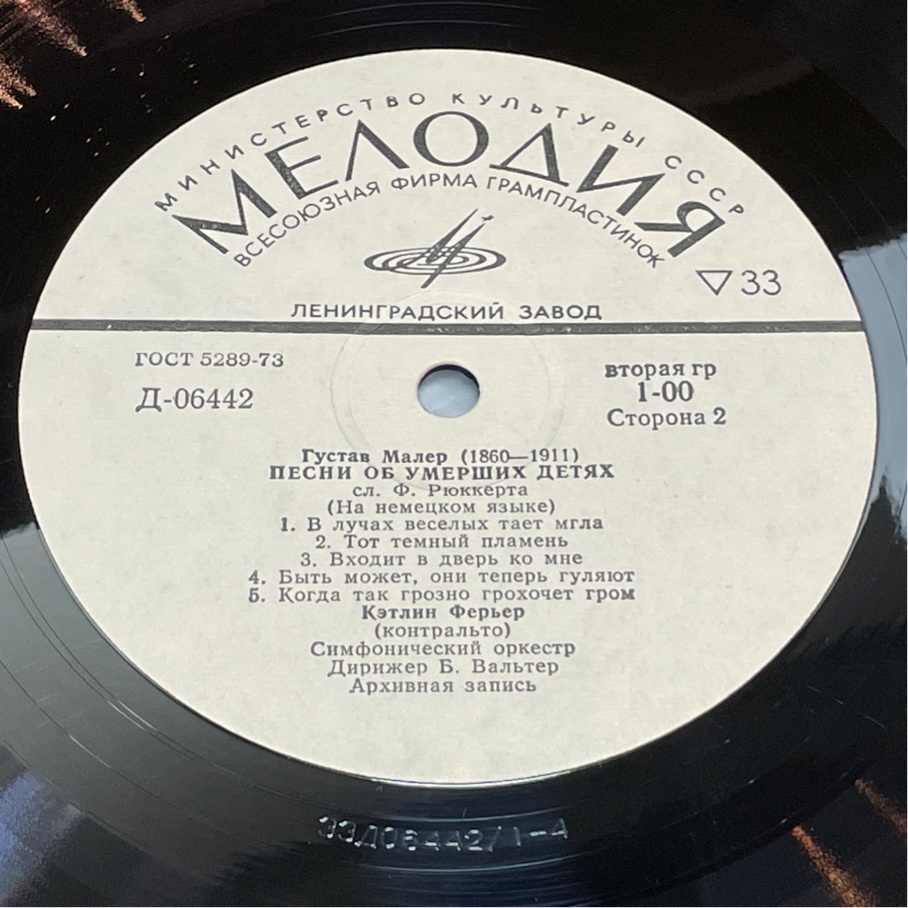 МИНИСТЕРСТВО КУЛЬТУРЫ СССР
МЕЛОДИЯ
ВСЕСОЮЗНАЯ ФИРМА ГРАМПЛАСТИНОК
▽33
ЛЕНИНГРАДСКИЙ ЗАВОД
ГОСТ 5289-73
Д-06442
вторая гр
1-00
Сторона 2
Густав Малер (1860—1911)
ПЕСНИ ОБ УМЕРШИХ ДЕТЯХ
сл. Ф. Рюккерта
(На немецком языке)
1. В лучах веселых тает мгла
2. Тот темный пламень
3. Входит в дверь ко мне
4. Быть может, они теперь гуляют
5. Когда так грозно грохочет гром
Кэтлин Ферьер
(контральто)
Симфонический оркестр
Дирижер Б. Вальтер
Архивная запись
33Д06442/1-4